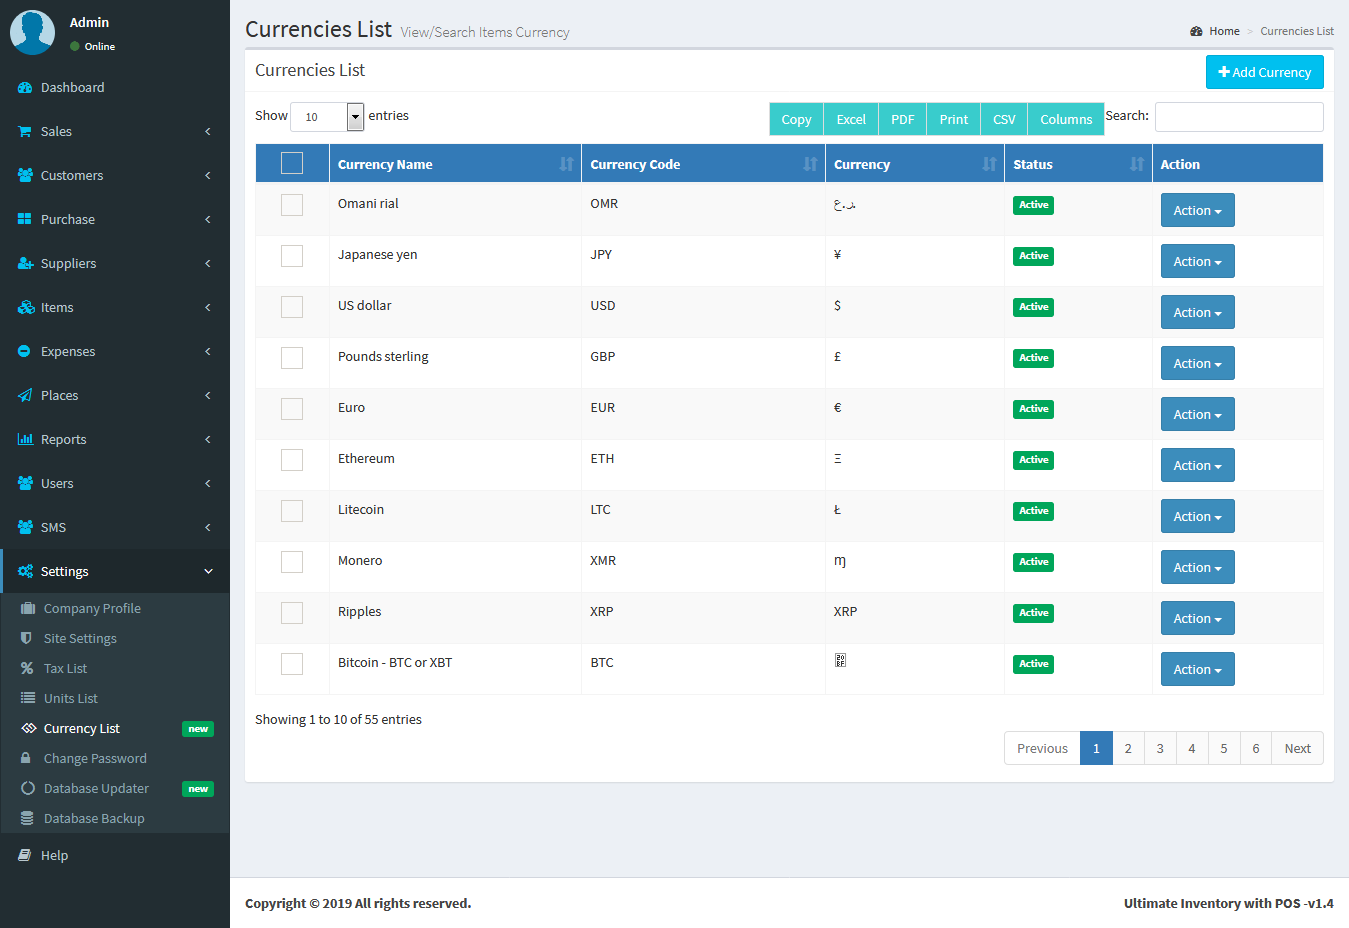 Admin
Online
Dashboard
Sales
Customers
Purchase
Suppliers
Items
Expenses
Places
Reports
Users
SMS
Settings
Company Profile
Site Settings
Tax List
Units List
Currency List new
Change Password
Database Updater new
Database Backup
Help
Currencies List View/Search Items Currency
Home > Currencies List
Currencies List
Add Currency
Show 10 entries
Copy Excel PDF Print CSV Columns Search:
Currency Name Currency Code Currency Status Action
Omani rial OMR ر.ع. Active Action
Japanese yen JPY ¥ Active Action
US dollar USD $ Active Action
Pounds sterling GBP £ Active Action
Euro EUR € Active Action
Ethereum ETH Ξ Active Action
Litecoin LTC Ł Active Action
Monero XMR ɱ Active Action
Ripples XRP XRP Active Action
Bitcoin - BTC or XBT BTC ₿ Active Action
Showing 1 to 10 of 55 entries
Previous 1 2 3 4 5 6 Next
Copyright © 2019 All rights reserved.
Ultimate Inventory with POS -v1.4